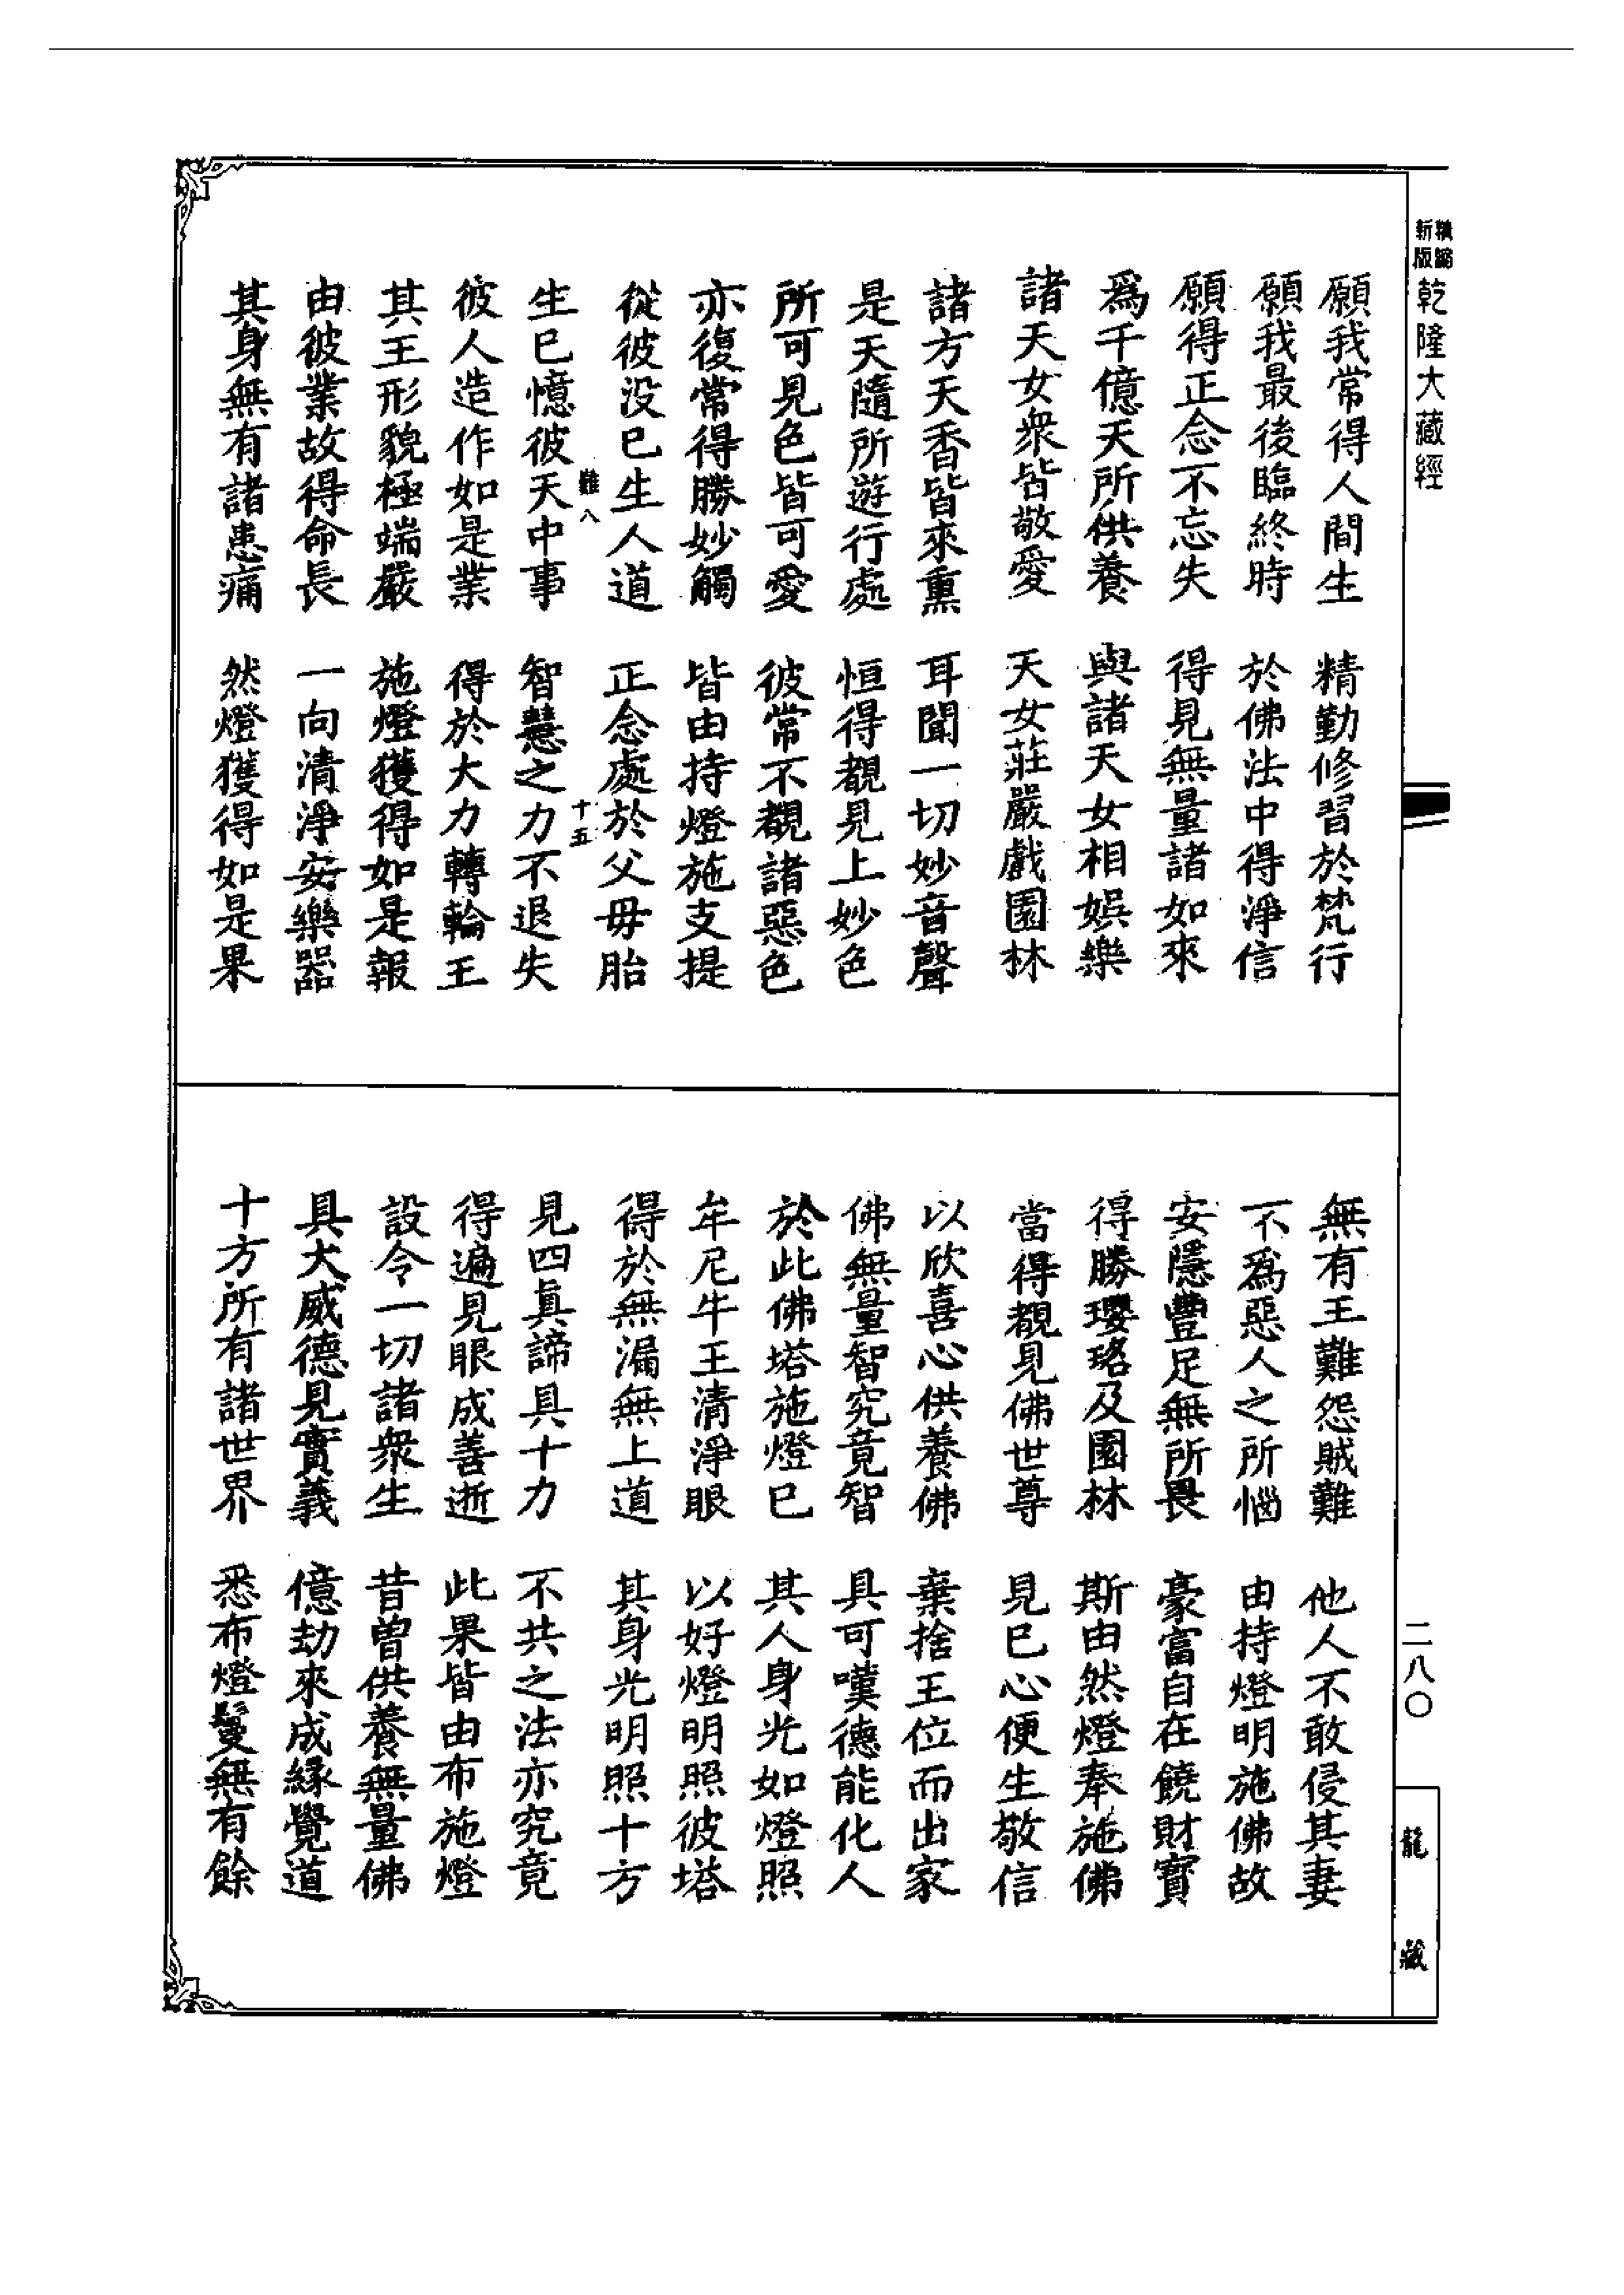 精縮新版乾隆大藏經
願我常得人間生　精勤修習於梵行
願我最後臨終時　於佛法中得淨信
願得正念不忘失　得見無量諸如來
爲千億天所供養　與諸天女相娛樂
諸天女衆皆敬愛　天女莊嚴戲園林
諸方天香皆來熏　耳聞一切妙音聲
是天隨所遊行處　恒得覩見上妙色
所可見色皆可愛　彼常不覩諸惡色
亦復常得勝妙觸　皆由持燈施支提
從彼没已生人道　正念處於父母胎
難八　十五
生已憶彼天中事　智慧之力不退失
彼人造作如是業　得於大力轉輪王
其王形貌極端嚴　施燈獲得如是報
由彼業故得命長　一向清淨安樂器
其身無有諸患痛　然燈獲得如是果
無有王難怨賊難　他人不敢侵其妻
不爲惡人之所惱　由持燈明施佛故
安隱豐足無所畏　豪富自在饒財寶
得勝瓔珞及園林　斯由然燈奉施佛
當得覩見佛世尊　見已心便生敬信
以欣喜心供養佛　棄捨王位而出家
佛無量智究竟智　具可嘆德能化人
於此佛塔施燈已　其人身光如燈照
牟尼牛王清淨眼　以好燈明照彼塔
得於無漏無上道　其身光明照十方
見四眞諦具十力　不共之法亦究竟
得遍見眼成善逝　此果皆由布施燈
設令一切諸衆生　昔曾供養無量佛
具大威德見實義　億劫來成緣覺道
十方所有諸世界　悉布燈鬘無有餘
二八〇
龍藏